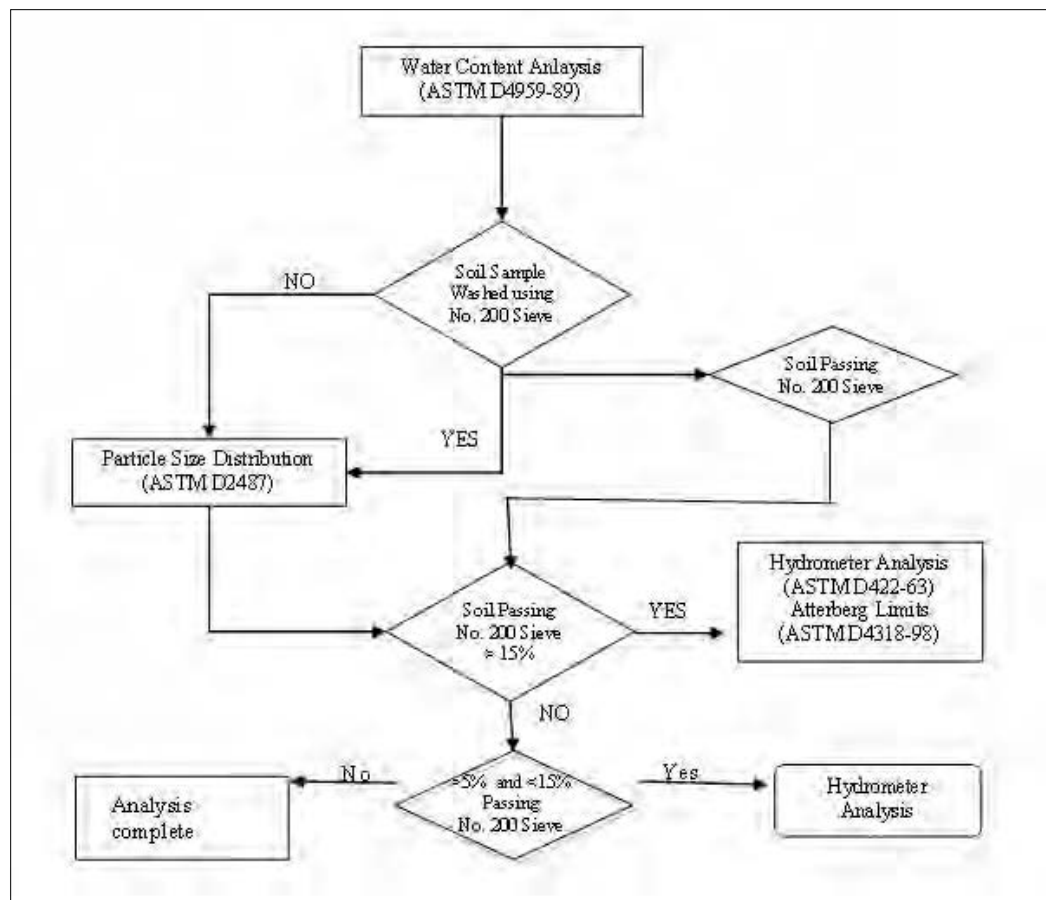 Water Content Anlaysis
(ASTM D4959-89)
Soil Sample
Washed using
No. 200 Sieve
NO
Soil Passing
No. 200 Sieve
YES
Particle Size Distribution
(ASTM D2487)
Hydrometer Analysis
(ASTM D422-63)
Atterberg Limits
(ASTM D4318-98)
Soil Passing
No. 200 Sieve
15%
YES
NO
No
5% and <15%
Passing
No. 200 Sieve
Yes
Hydrometer
Analysis
Analysis
complete